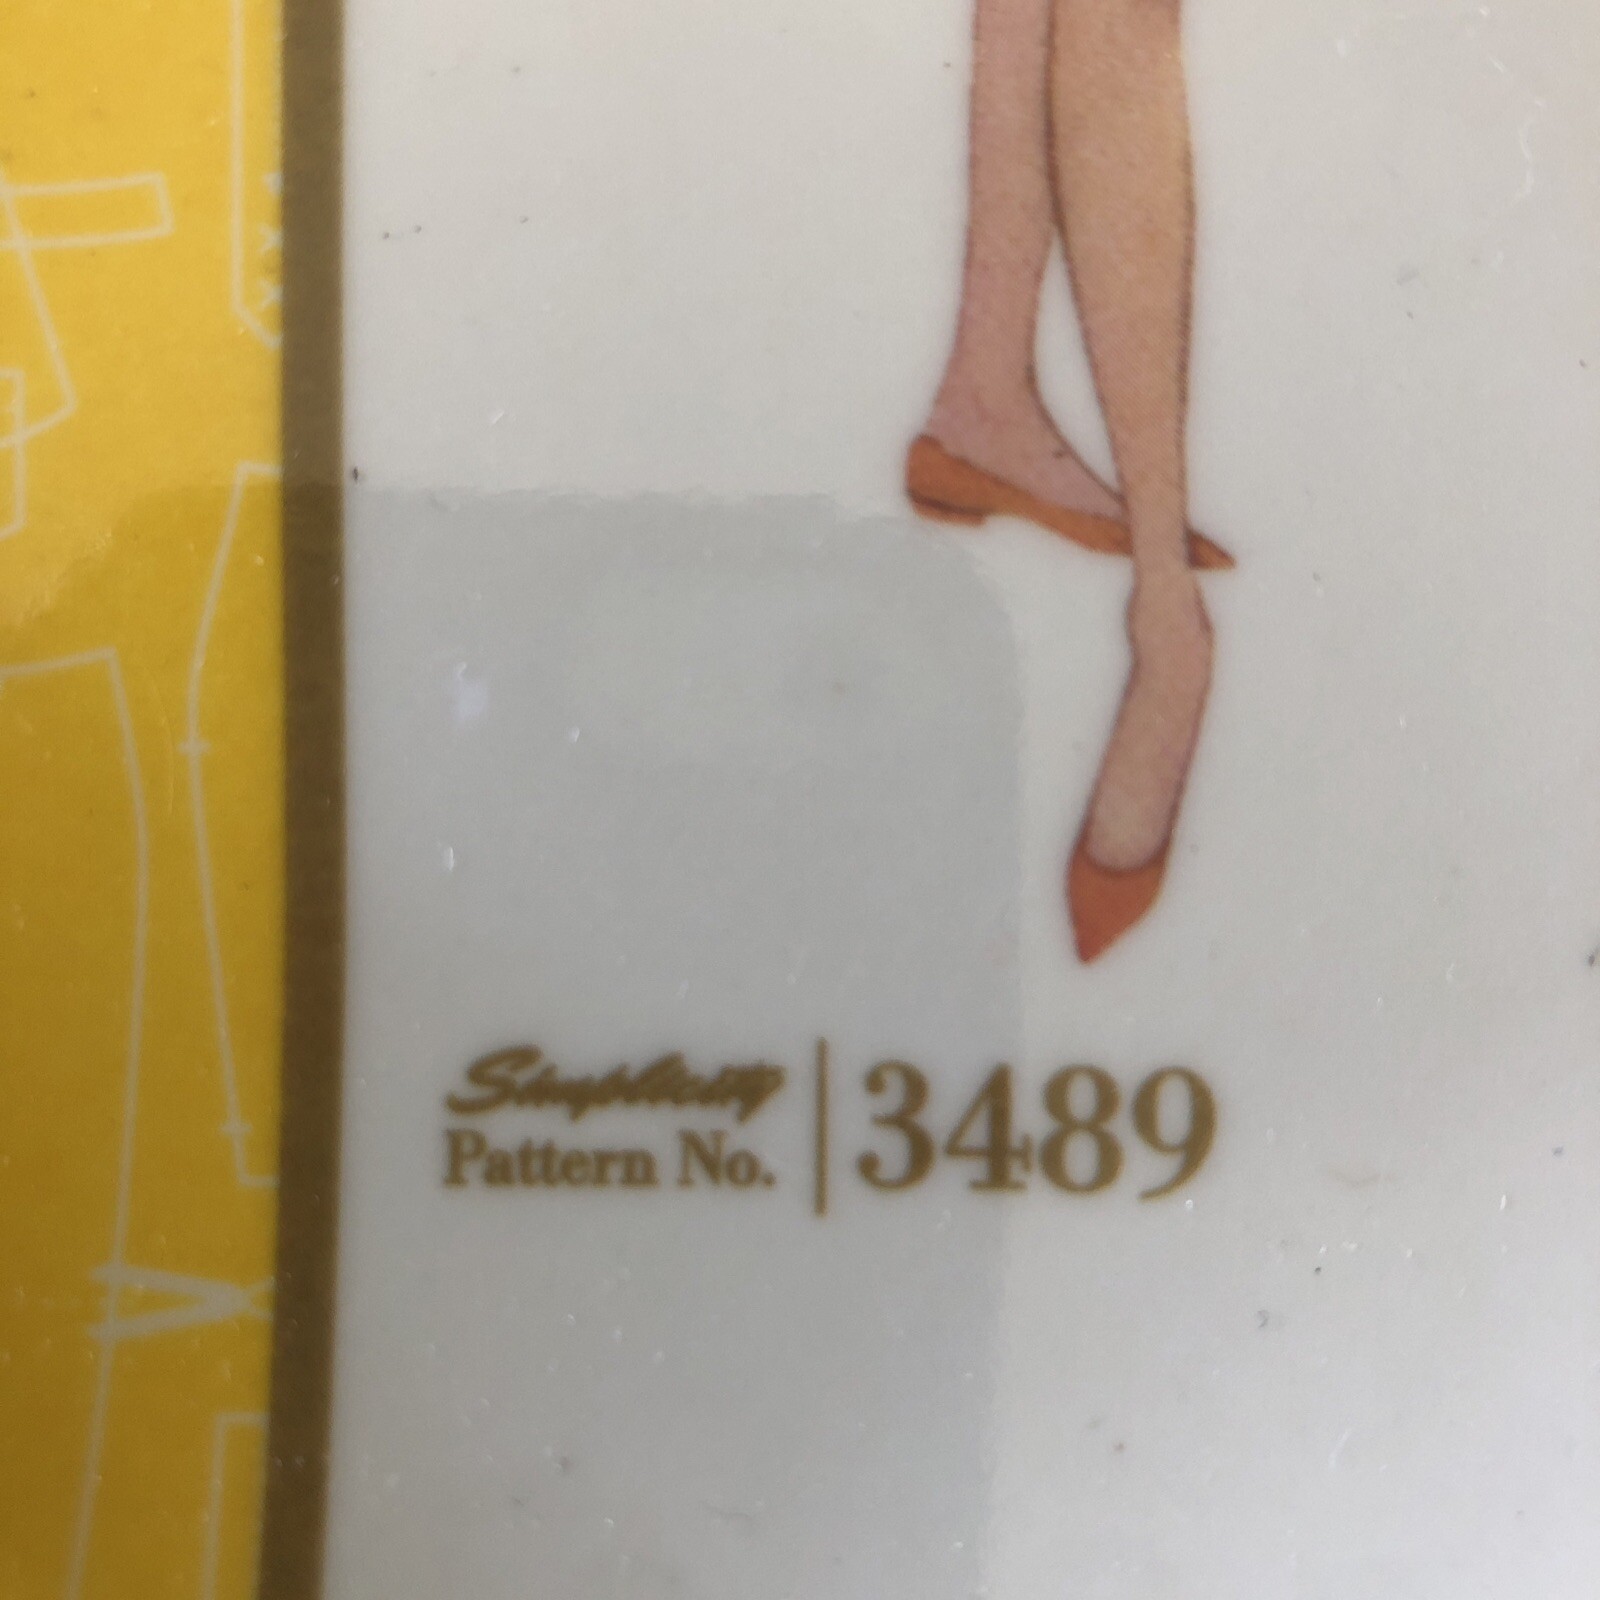 Simplicity
Pattern No.
3489